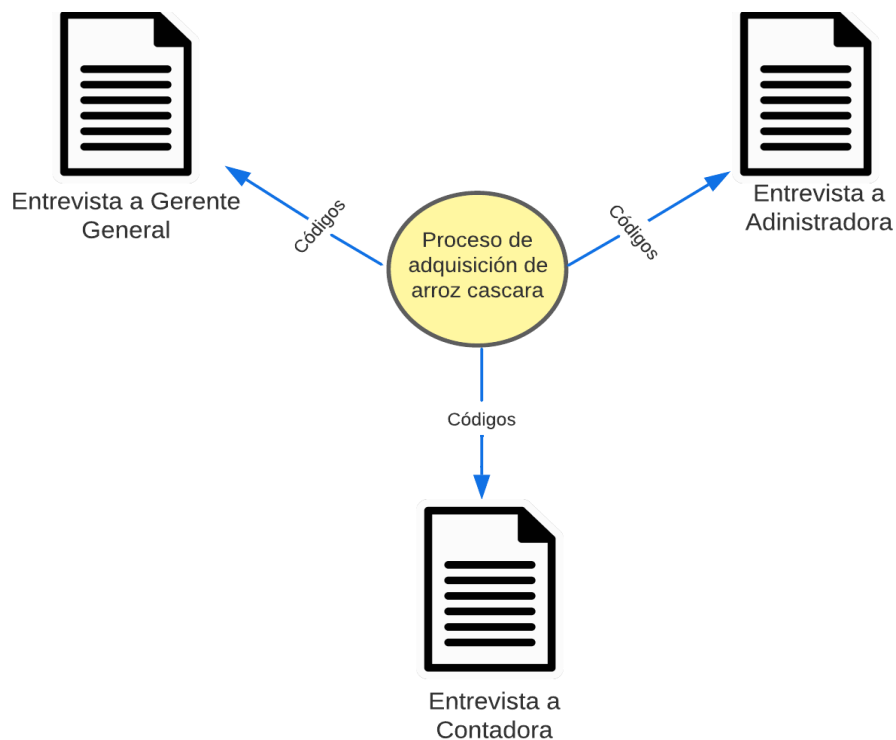 Entrevista a Gerente
General
Códigos
Proceso de
adquisición de
arroz cascara
Códigos
Entrevista a
Adinistradora
Códigos
Entrevista a
Contadora